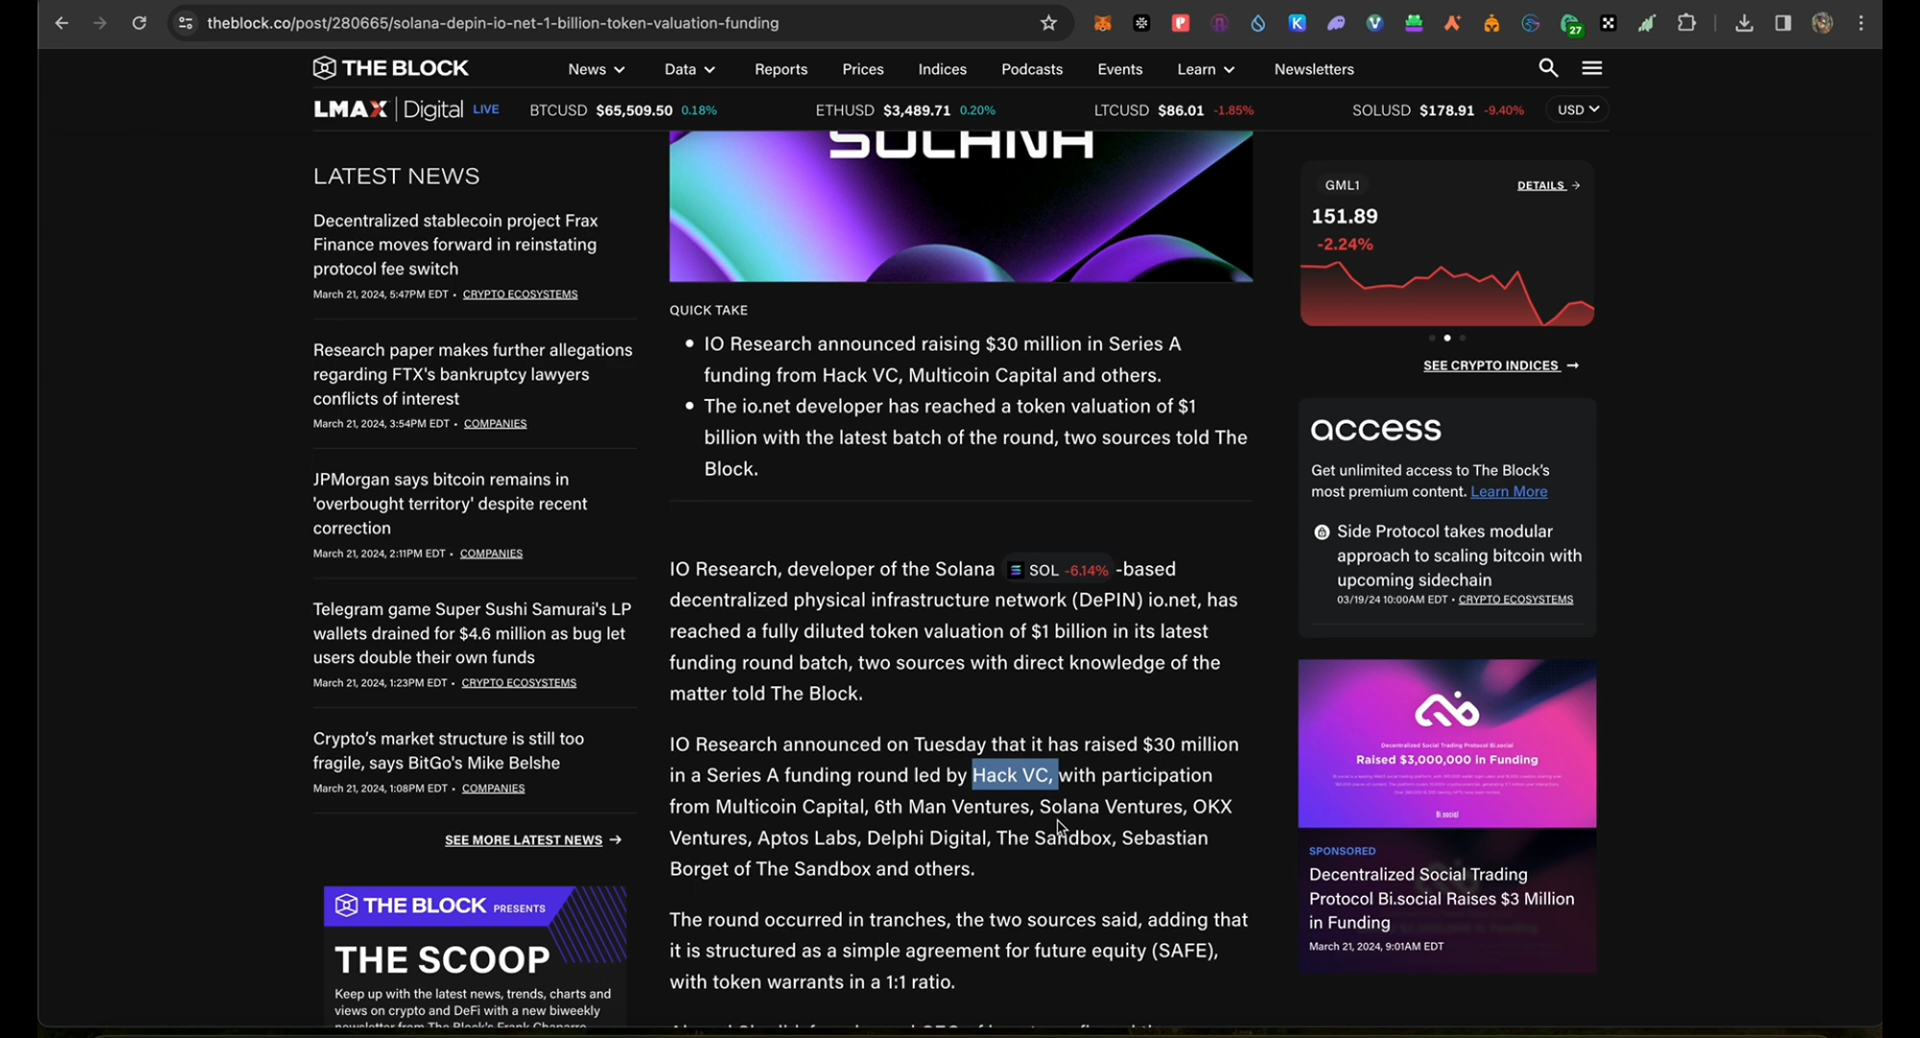 theblock.co/post/280665/solana-depin-io-net-1-billion-token-valuation-funding
27
THE BLOCK
News
Data
Reports
Prices
Indices
Podcasts
Events
Learn
Newsletters
LMAX Digital LIVE
BTCUSD $65,509.50 0.18%
ETHUSD $3,489.71 0.20%
LTCUSD $86.01 -1.85%
SOLUSD $178.91 -9.40%
USD
LATEST NEWS
Decentralized stablecoin project Frax
Finance moves forward in reinstating
protocol fee switch
March 21, 2024, 5:47PM EDT • CRYPTO ECOSYSTEMS
Research paper makes further allegations
regarding FTX's bankruptcy lawyers
conflicts of interest
March 21, 2024, 3:54PM EDT • COMPANIES
JPMorgan says bitcoin remains in
'overbought territory' despite recent
correction
March 21, 2024, 2:11PM EDT • COMPANIES
Telegram game Super Sushi Samurai's LP
wallets drained for $4.6 million as bug let
users double their own funds
March 21, 2024, 1:23PM EDT • CRYPTO ECOSYSTEMS
Crypto's market structure is still too
fragile, says BitGo's Mike Belshe
March 21, 2024, 1:08PM EDT • COMPANIES
SEE MORE LATEST NEWS →
THE BLOCK PRESENTS
THE SCOOP
Keep up with the latest news, trends, charts and
views on crypto and DeFi with a new biweekly
newsletter from The Block's Frank Chaparro
SOLANA
QUICK TAKE
• IO Research announced raising $30 million in Series A
funding from Hack VC, Multicoin Capital and others.
• The io.net developer has reached a token valuation of $1
billion with the latest batch of the round, two sources told The
Block.
IO Research, developer of the Solana SOL -6.14% -based
decentralized physical infrastructure network (DePIN) io.net, has
reached a fully diluted token valuation of $1 billion in its latest
funding round batch, two sources with direct knowledge of the
matter told The Block.
IO Research announced on Tuesday that it has raised $30 million
in a Series A funding round led by Hack VC, with participation
from Multicoin Capital, 6th Man Ventures, Solana Ventures, OKX
Ventures, Aptos Labs, Delphi Digital, The Sandbox, Sebastian
Borget of The Sandbox and others.
The round occurred in tranches, the two sources said, adding that
it is structured as a simple agreement for future equity (SAFE),
with token warrants in a 1:1 ratio.
GML1
DETAILS →
151.89
-2.24%
SEE CRYPTO INDICES →
access
Get unlimited access to The Block's
most premium content. Learn More
Side Protocol takes modular
approach to scaling bitcoin with
upcoming sidechain
03/19/24 10:00AM EDT • CRYPTO ECOSYSTEMS
Decentralized Social Trading Protocol Bi.social
Raised $3,000,000 in Funding
Bi.social
SPONSORED
Decentralized Social Trading
Protocol Bi.social Raises $3 Million
in Funding
March 21, 2024, 9:01AM EDT